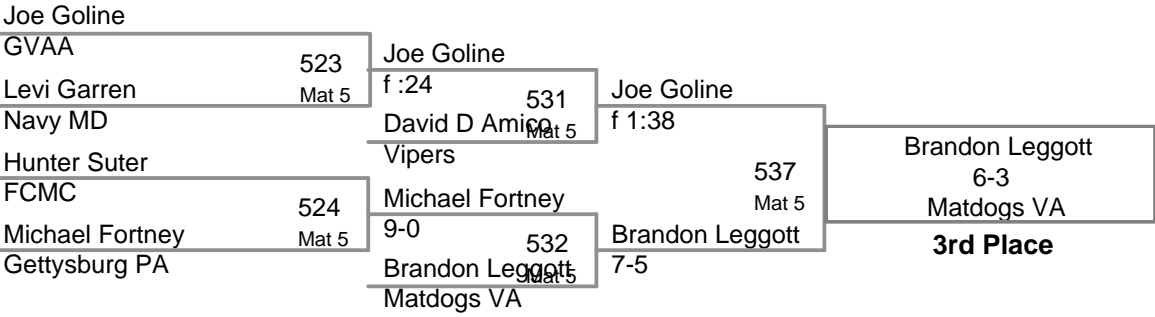 Joe Goline
GVAA
523
Mat 5
Levi Garren
Navy MD
Hunter Suter
FCMC
524
Mat 5
Michael Fortney
Gettysburg PA
Joe Goline
f :24
531
Mat 5
David D Amico
Vipers
Michael Fortney
9-0
532
Mat 5
Brandon Leggott
Matdogs VA
Joe Goline
f 1:38
537
Mat 5
Brandon Leggott
7-5
Brandon Leggott
6-3
Matdogs VA
3rd Place